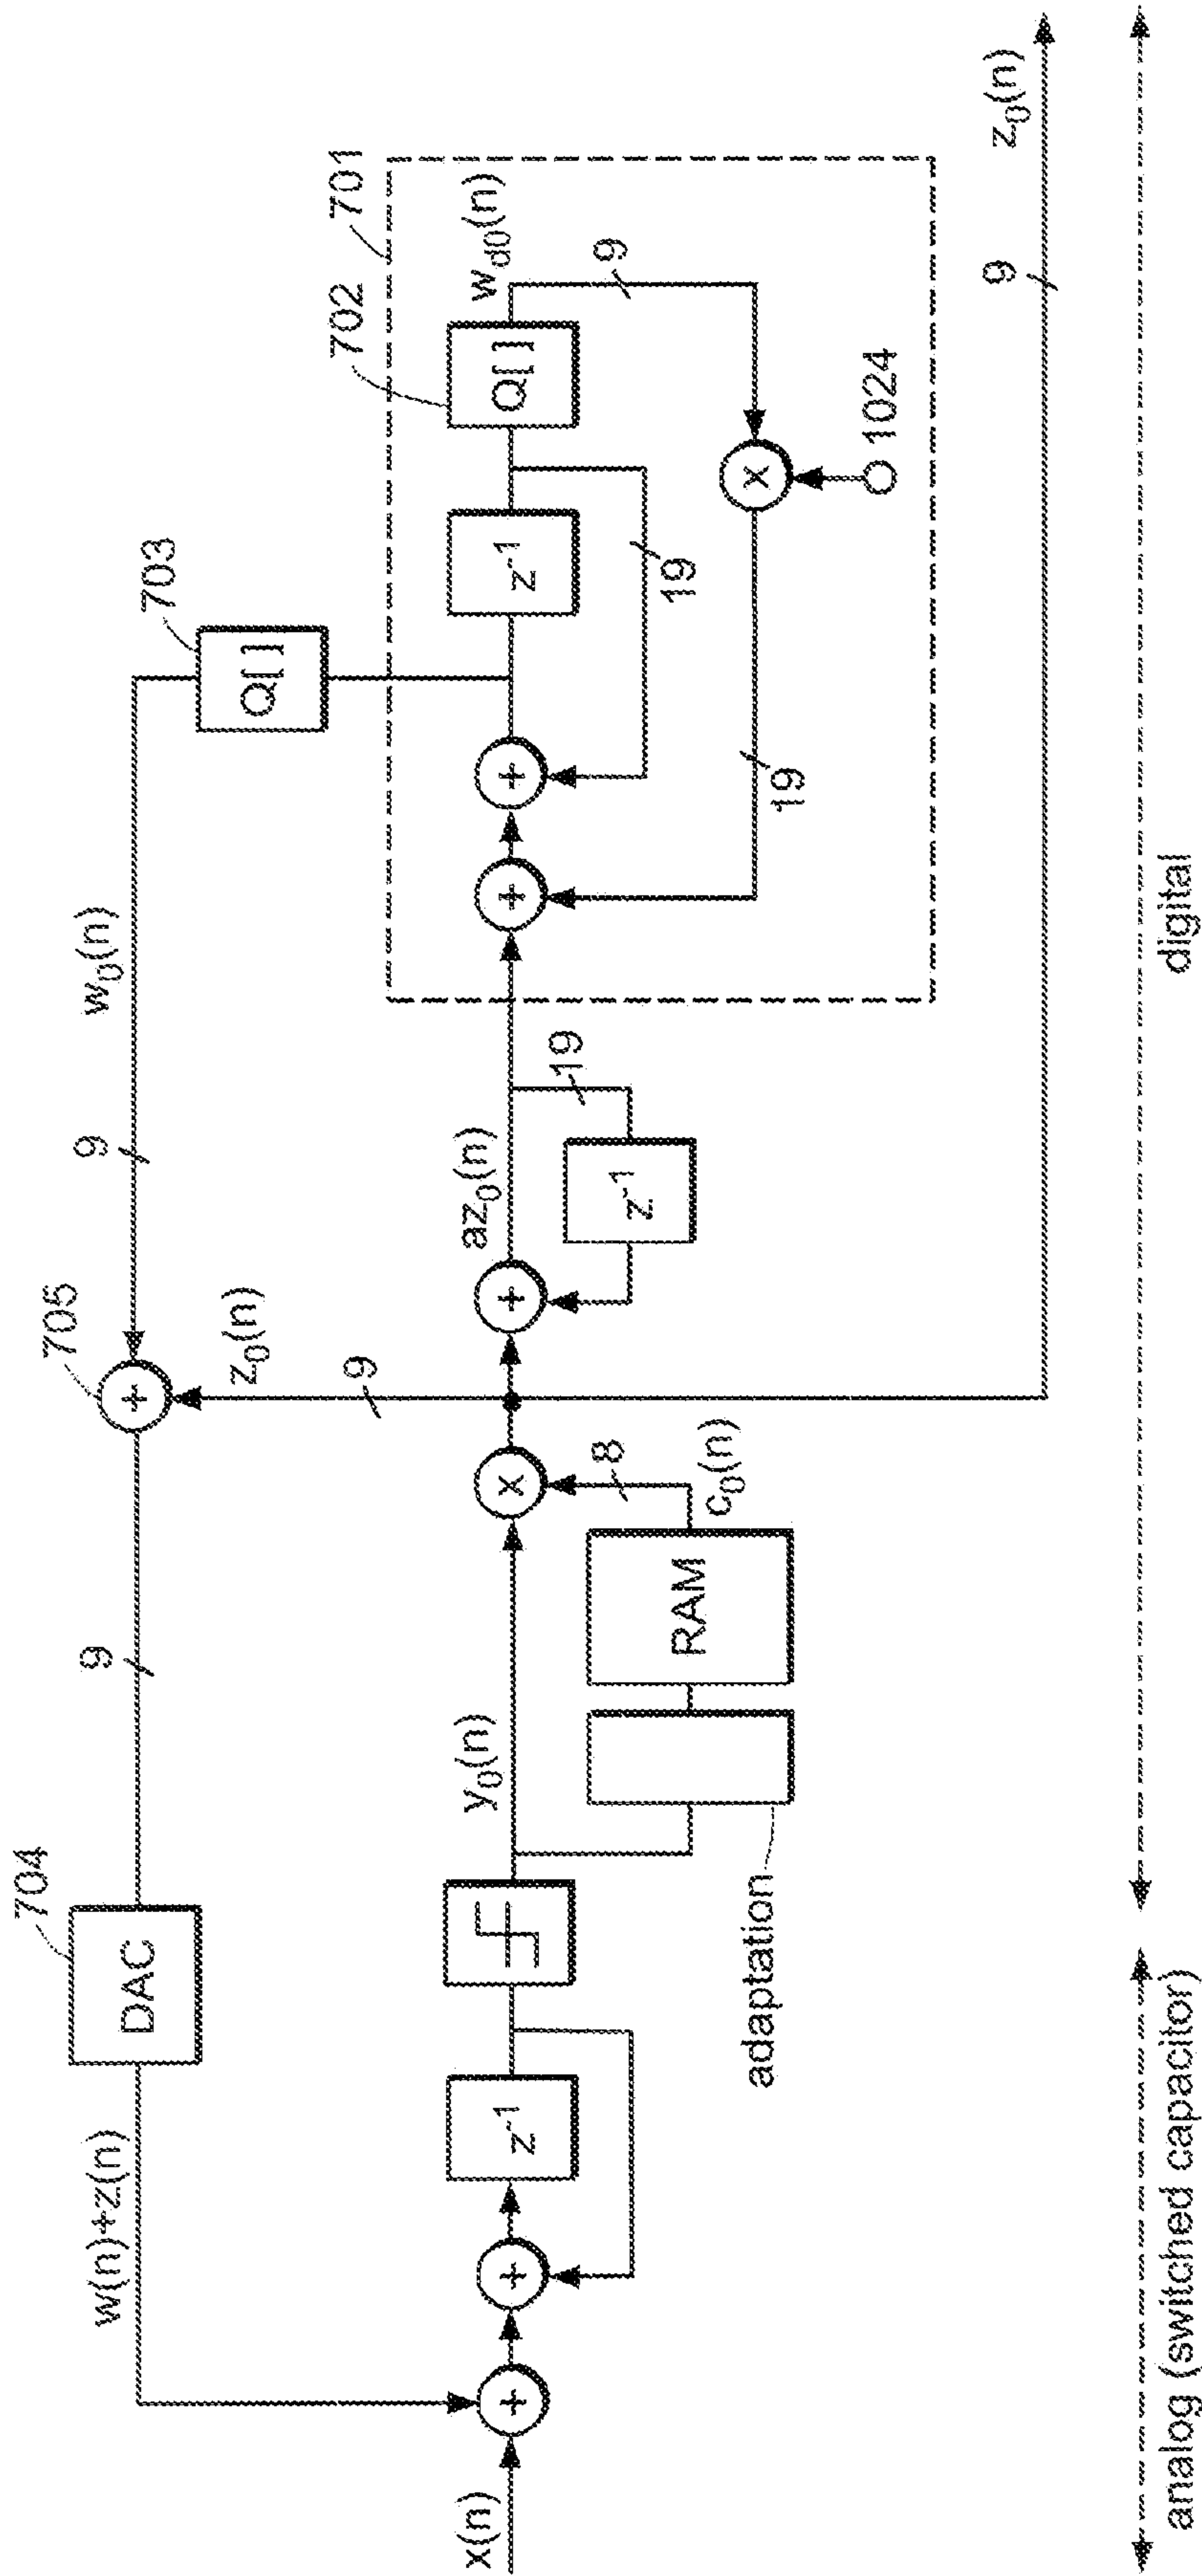 704
DAC
w(n)+z(n)
9
705
9
w₀(n)
703
Q[ ]
z₀(n)
9
x(n)
+
+
z⁻¹
y₀(n)
adaptation
RAM
c₀(n)
8
x
+
az₀(n)
z⁻¹
19
+
+
+
z⁻¹
19
702
701
Q[ ]
w_d0(n)
9
x
1024
19
9
z₀(n)
analog (switched capacitor)
digital